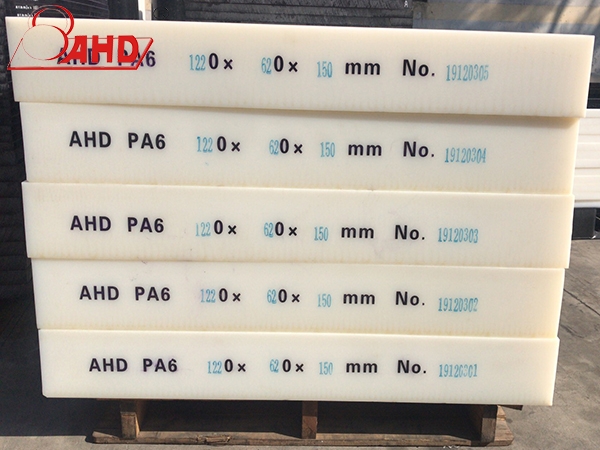 AHD
AHD PA6 1220× 620× 150 mm No. 19120305
AHD PA6 1220× 620× 150 mm No. 19120304
AHD PA6 1220× 620× 150 mm No. 19120303
AHD PA6 1220× 620× 150 mm No. 19120302
AHD PA6 1220× 620× 150 mm No. 19120301